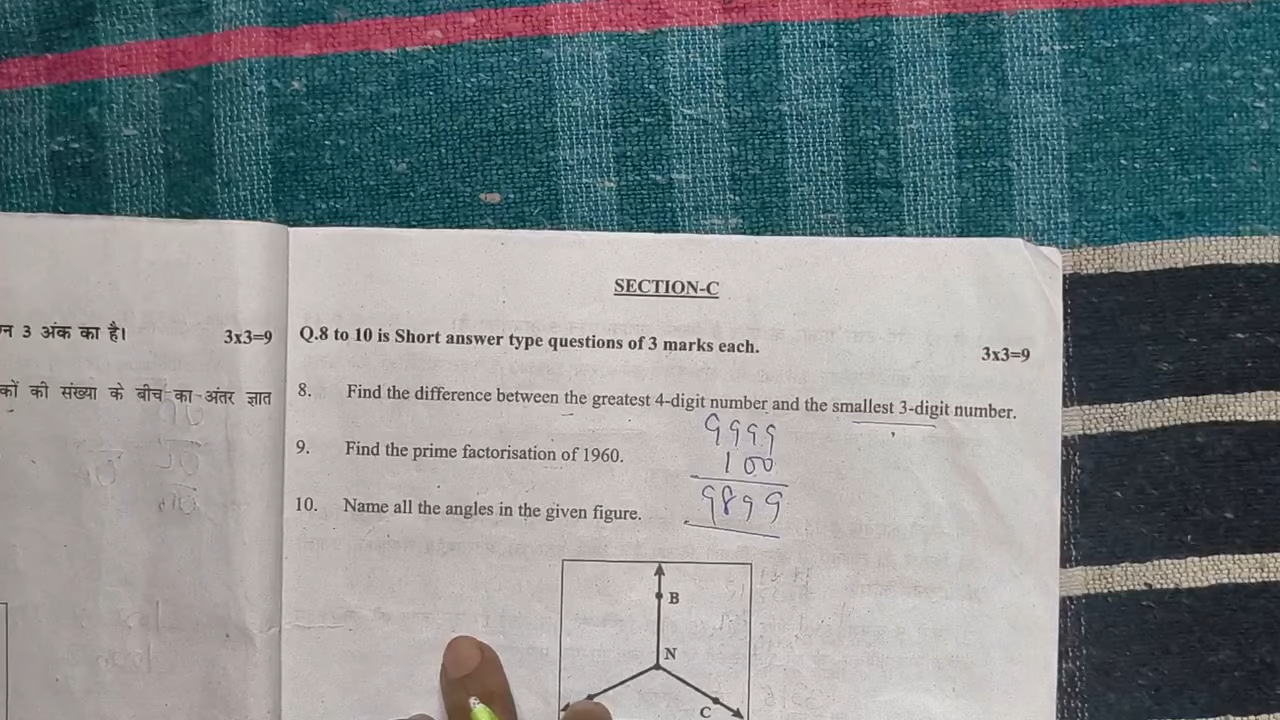 SECTION-C
न 3 अंक का है। 3x3=9
Q.8 to 10 is Short answer type questions of 3 marks each. 3x3=9
कों की संख्या के बीच का अंतर ज्ञात
8. Find the difference between the greatest 4-digit number and the smallest 3-digit number.
9999
100
9899
9. Find the prime factorisation of 1960.
10. Name all the angles in the given figure.
B
N
C